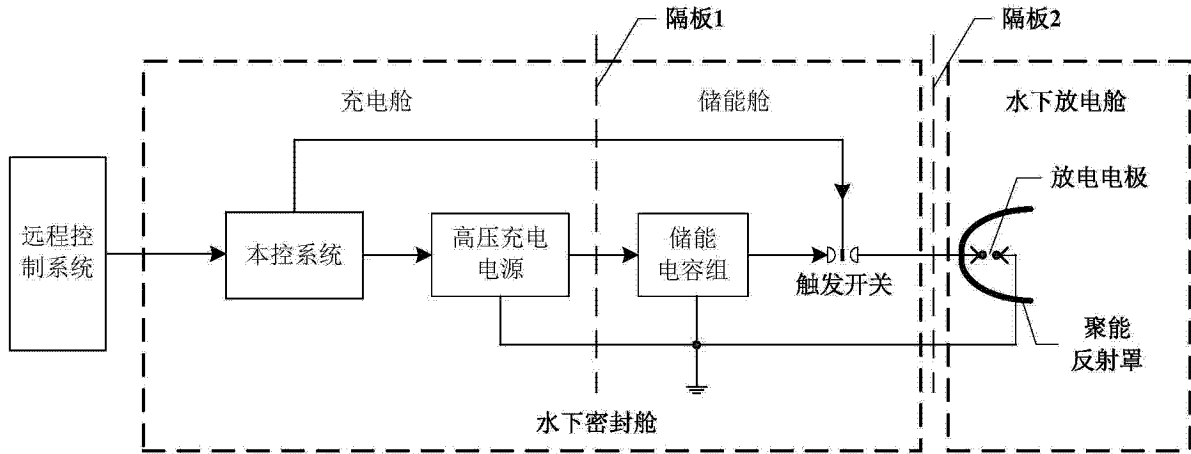 隔板1
隔板2
充电舱
储能舱
水下放电舱
放电电极
远程控
制系统
本控系统
高压充电
电源
储能
电容组
触发开关
聚能
反射罩
水下密封舱